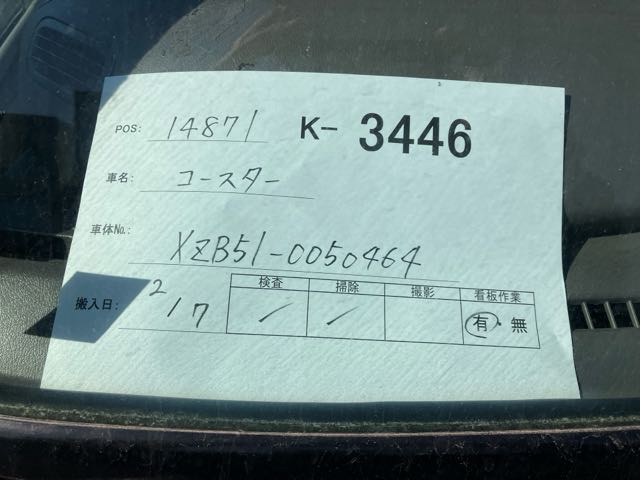 POS: 14871 K- 3446
車名: コースター
車体No.: XZB51-0050464
搬入日: 2/17
検査 掃除 撮影 看板作業
✓ ✓ 有・無